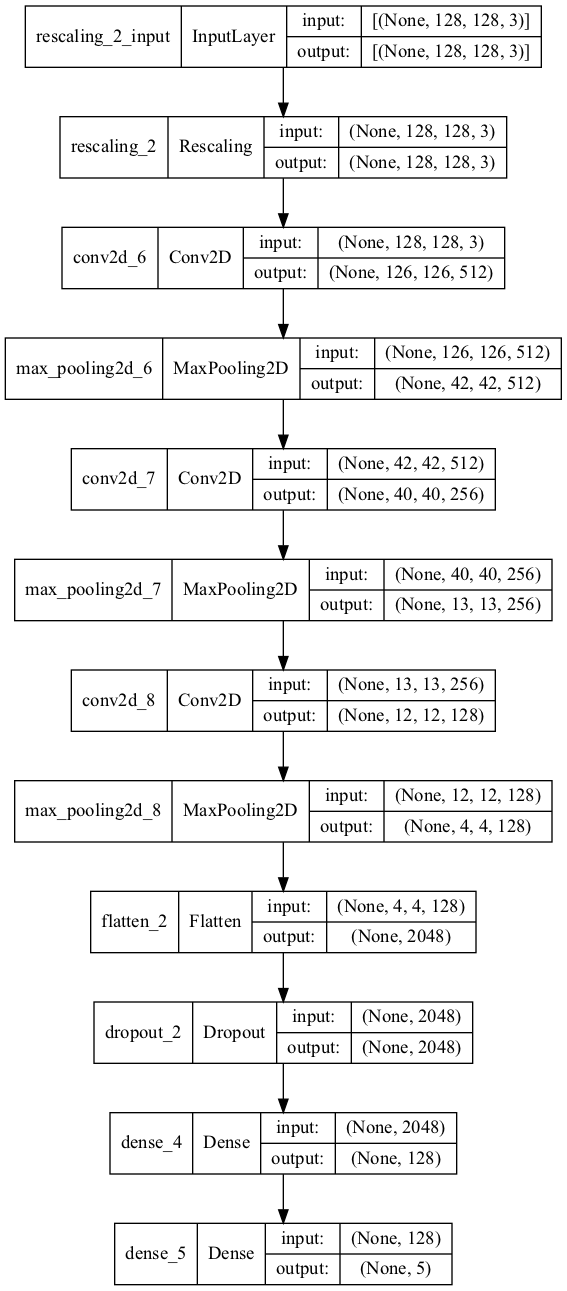 rescaling_2_input InputLayer input: [(None, 128, 128, 3)]
output: [(None, 128, 128, 3)]
rescaling_2 Rescaling input: (None, 128, 128, 3)
output: (None, 128, 128, 3)
conv2d_6 Conv2D input: (None, 128, 128, 3)
output: (None, 126, 126, 512)
max_pooling2d_6 MaxPooling2D input: (None, 126, 126, 512)
output: (None, 42, 42, 512)
conv2d_7 Conv2D input: (None, 42, 42, 512)
output: (None, 40, 40, 256)
max_pooling2d_7 MaxPooling2D input: (None, 40, 40, 256)
output: (None, 13, 13, 256)
conv2d_8 Conv2D input: (None, 13, 13, 256)
output: (None, 12, 12, 128)
max_pooling2d_8 MaxPooling2D input: (None, 12, 12, 128)
output: (None, 4, 4, 128)
flatten_2 Flatten input: (None, 4, 4, 128)
output: (None, 2048)
dropout_2 Dropout input: (None, 2048)
output: (None, 2048)
dense_4 Dense input: (None, 2048)
output: (None, 128)
dense_5 Dense input: (None, 128)
output: (None, 5)